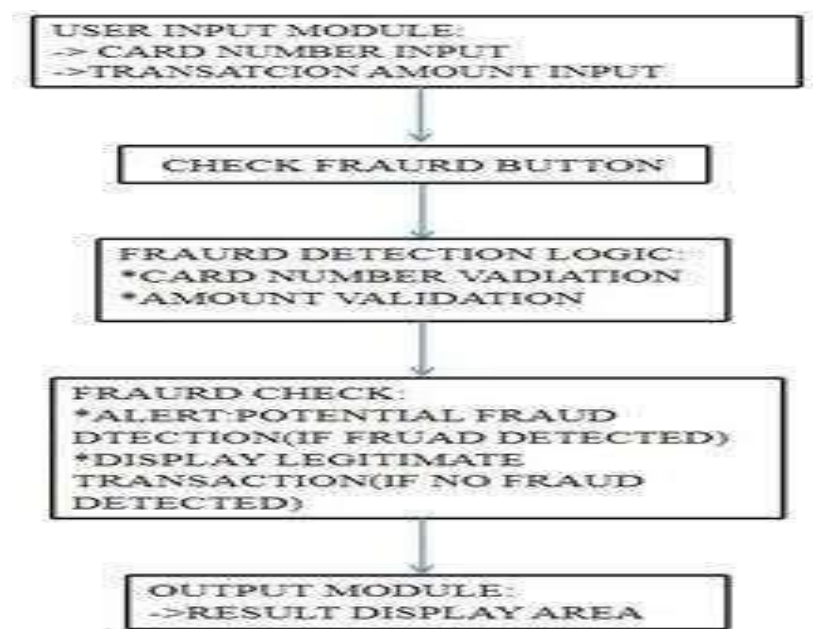 USER INPUT MODULE:
-> CARD NUMBER INPUT
->TRANSATCION AMOUNT INPUT
CHECK FRAURD BUTTON
FRAURD DETECTION LOGIC:
*CARD NUMBER VADIATION
*AMOUNT VALIDATION
FRAURD CHECK:
*ALERT:POTENTIAL FRAUD
DTECTION(IF FRUAD DETECTED)
*DISPLAY LEGITIMATE
TRANSACTION(IF NO FRAUD
DETECTED)
OUTPUT MODULE:
->RESULT DISPLAY AREA